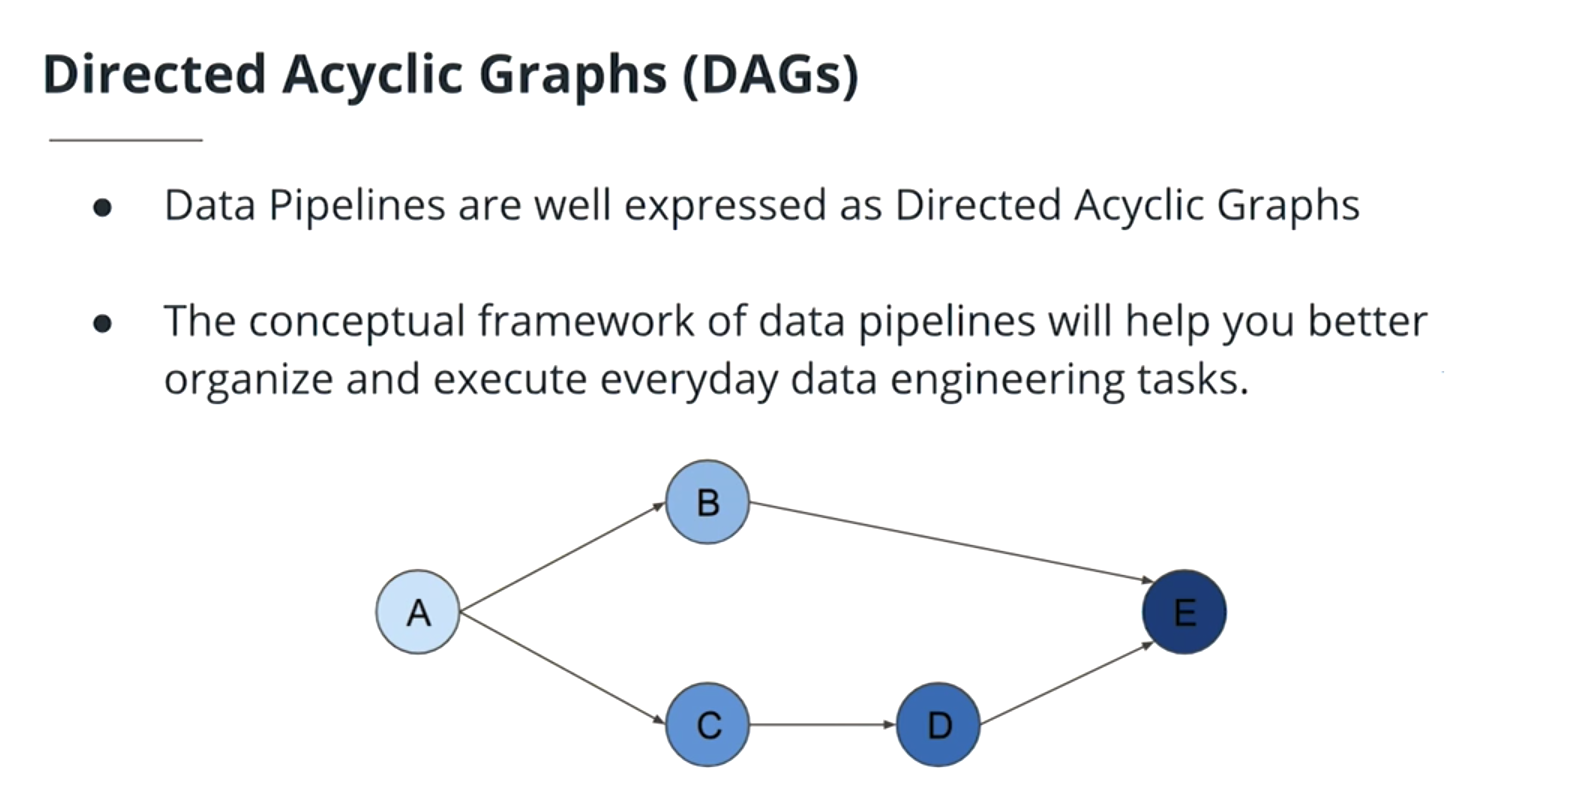 Directed Acyclic Graphs (DAGs)
● Data Pipelines are well expressed as Directed Acyclic Graphs
● The conceptual framework of data pipelines will help you better
organize and execute everyday data engineering tasks.
B
A
E
C
D